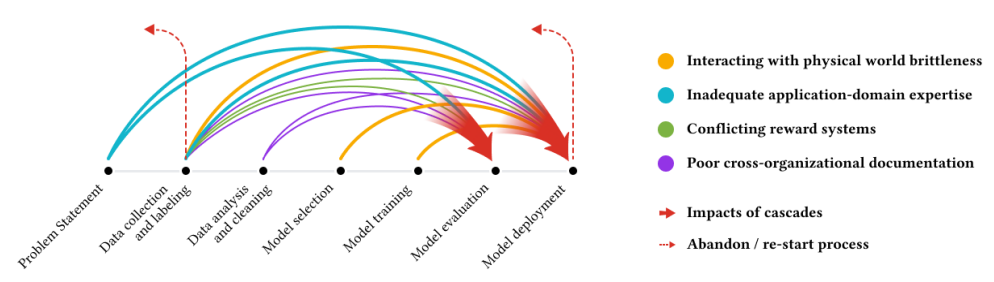 Interacting with physical world brittleness
Inadequate application-domain expertise
Conflicting reward systems
Poor cross-organizational documentation
Impacts of cascades
Abandon / re-start process
Problem Statement
Data collection
and labeling
Data analysis
and cleaning
Model selection
Model training
Model evaluation
Model deployment